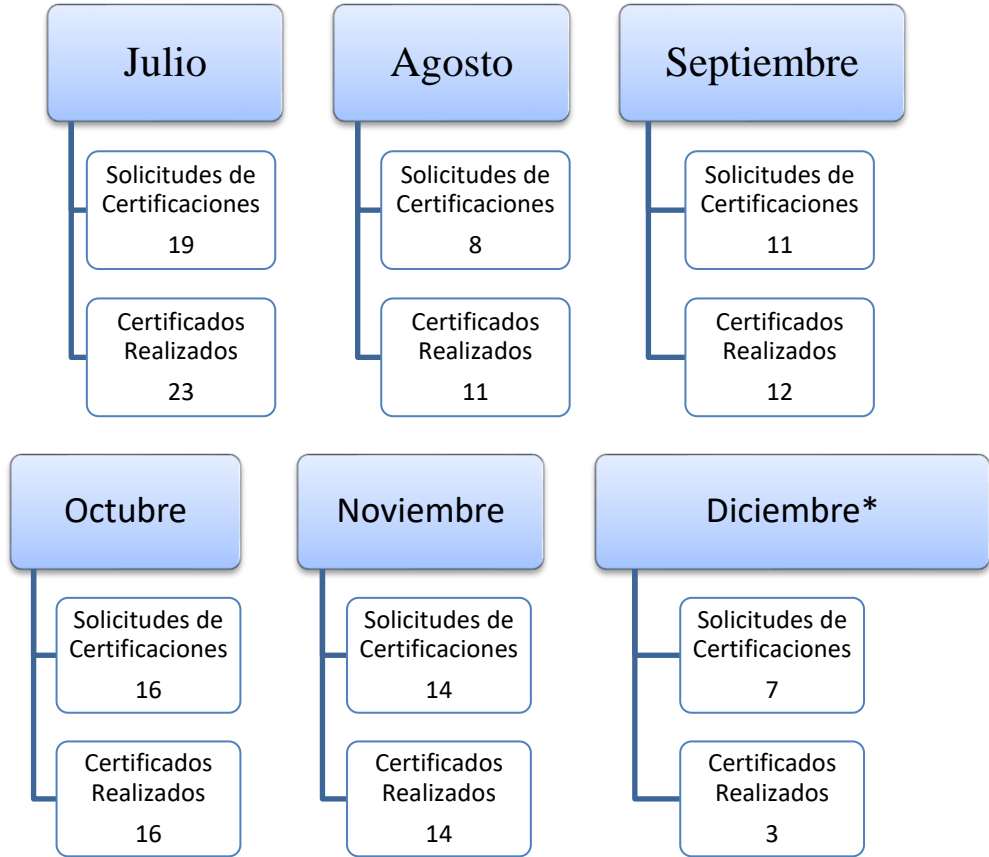 Julio
Solicitudes de
Certificaciones
19
Certificados
Realizados
23
Agosto
Solicitudes de
Certificaciones
8
Certificados
Realizados
11
Septiembre
Solicitudes de
Certificaciones
11
Certificados
Realizados
12
Octubre
Solicitudes de
Certificaciones
16
Certificados
Realizados
16
Noviembre
Solicitudes de
Certificaciones
14
Certificados
Realizados
14
Diciembre*
Solicitudes de
Certificaciones
7
Certificados
Realizados
3